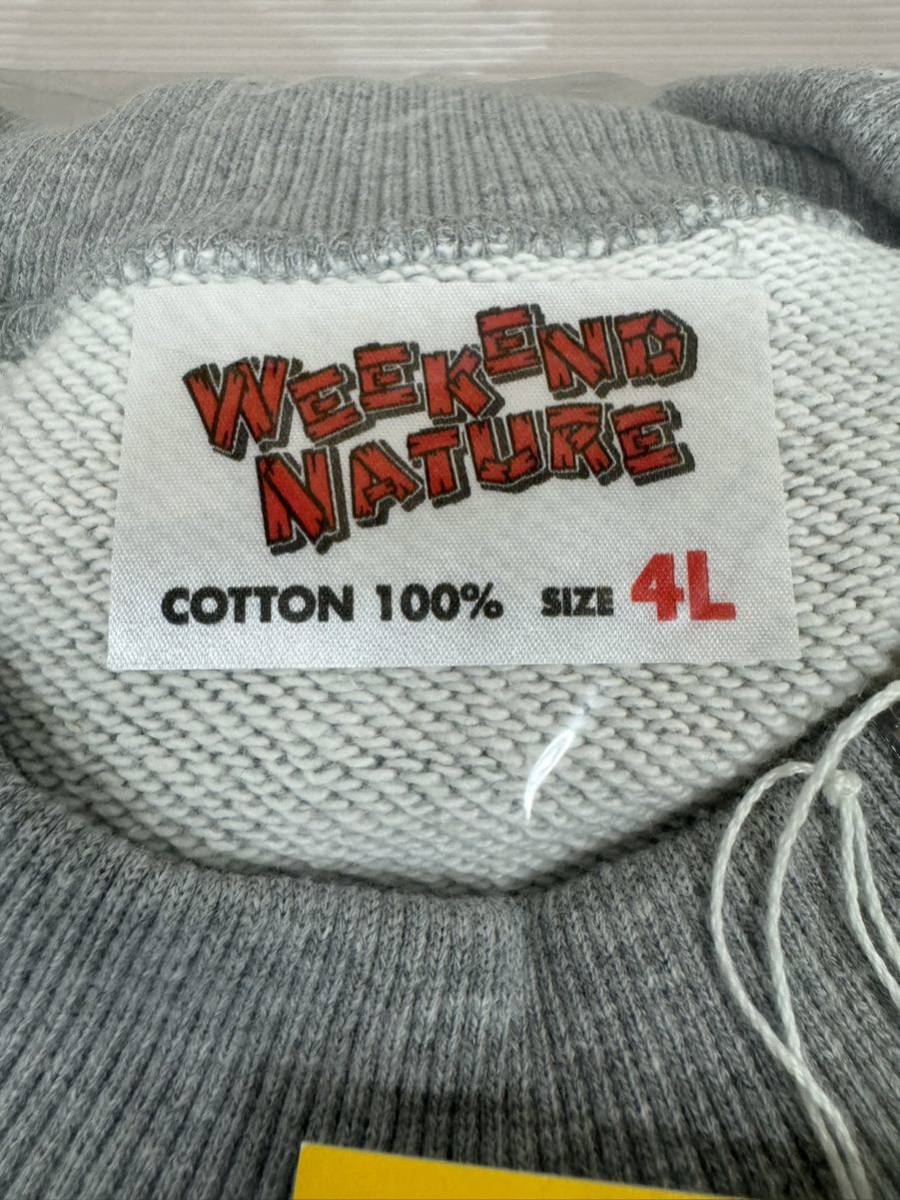 WEEKEND
NATURE
COTTON 100% SIZE 4L